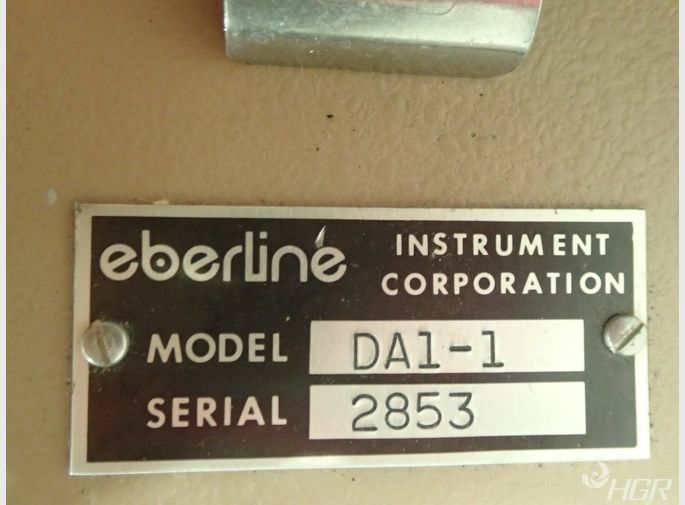 eberline INSTRUMENT
CORPORATION
MODEL DA1-1
SERIAL 2853
HGR